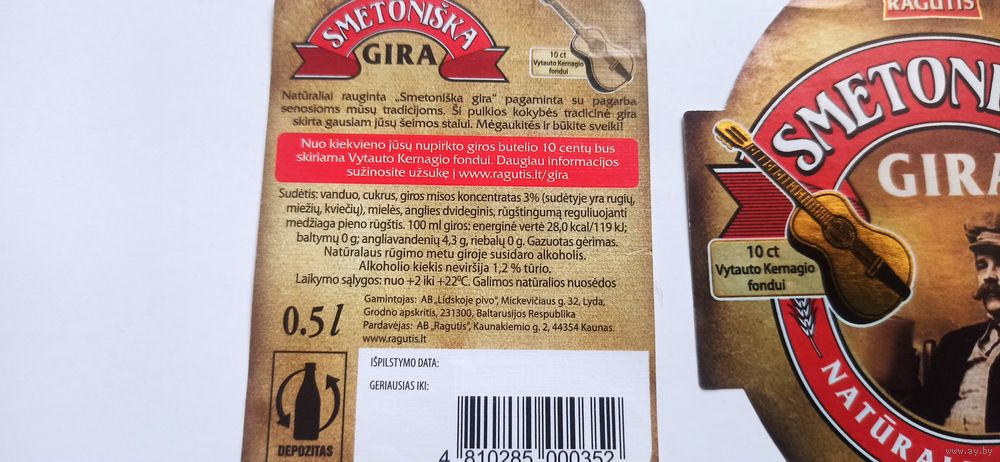 SMETONIŠKA
GIRA
10 ct
Vytauto Kernagio
fondui
Natūraliai rauginta „Smetoniška gira" pagaminta su pagarba
senosioms mūsų tradicijoms. Ši puikios kokybės tradicinė gira
skirta gausiam jūsų šeimos stalui. Mėgaukitės ir būkite sveiki!
Nuo kiekvieno jūsų nupirkto giros butelio 10 centų bus
skiriama Vytauto Kernagio fondui. Daugiau informacijos
sužinosite užsukę į www.ragutis.lt/gira
Sudėtis: vanduo, cukrus, giros misos koncentratas 3% (sudėtyje yra rugių,
miežių, kviečių), mielės, anglies dvideginis, rūgštingumą reguliuojanti
medžiaga pieno rūgštis. 100 ml giros: energinė vertė 28,0 kcal/119 kJ;
baltymų 0 g; angliavandenių 4,3 g, riebalų 0 g. Gazuotas gėrimas.
Natūralaus rūgimo metu giroje susidaro alkoholis.
Alkoholio kiekis neviršija 1,2 % tūrio.
Laikymo sąlygos: nuo +2 iki +22ºC. Galimos natūralios nuosėdos
0.5 l
Gamintojas: AB „Lidskoje pivo", Mickevičiaus g. 32, Lyda,
Grodno apskritis, 231300, Baltarusijos Respublika
Pardavėjas: AB „Ragutis", Kaunakiemio g. 2, 44354 Kaunas.
www.ragutis.lt
IŠPILSTYMO DATA:
GERIAUSIAS IKI:
DEPOZITAS
4 810285 000352
RAGUTIS
SMETONI
GIRA
10 ct
Vytauto Kernagio
fondui
NATŪRAL
www.ay.by